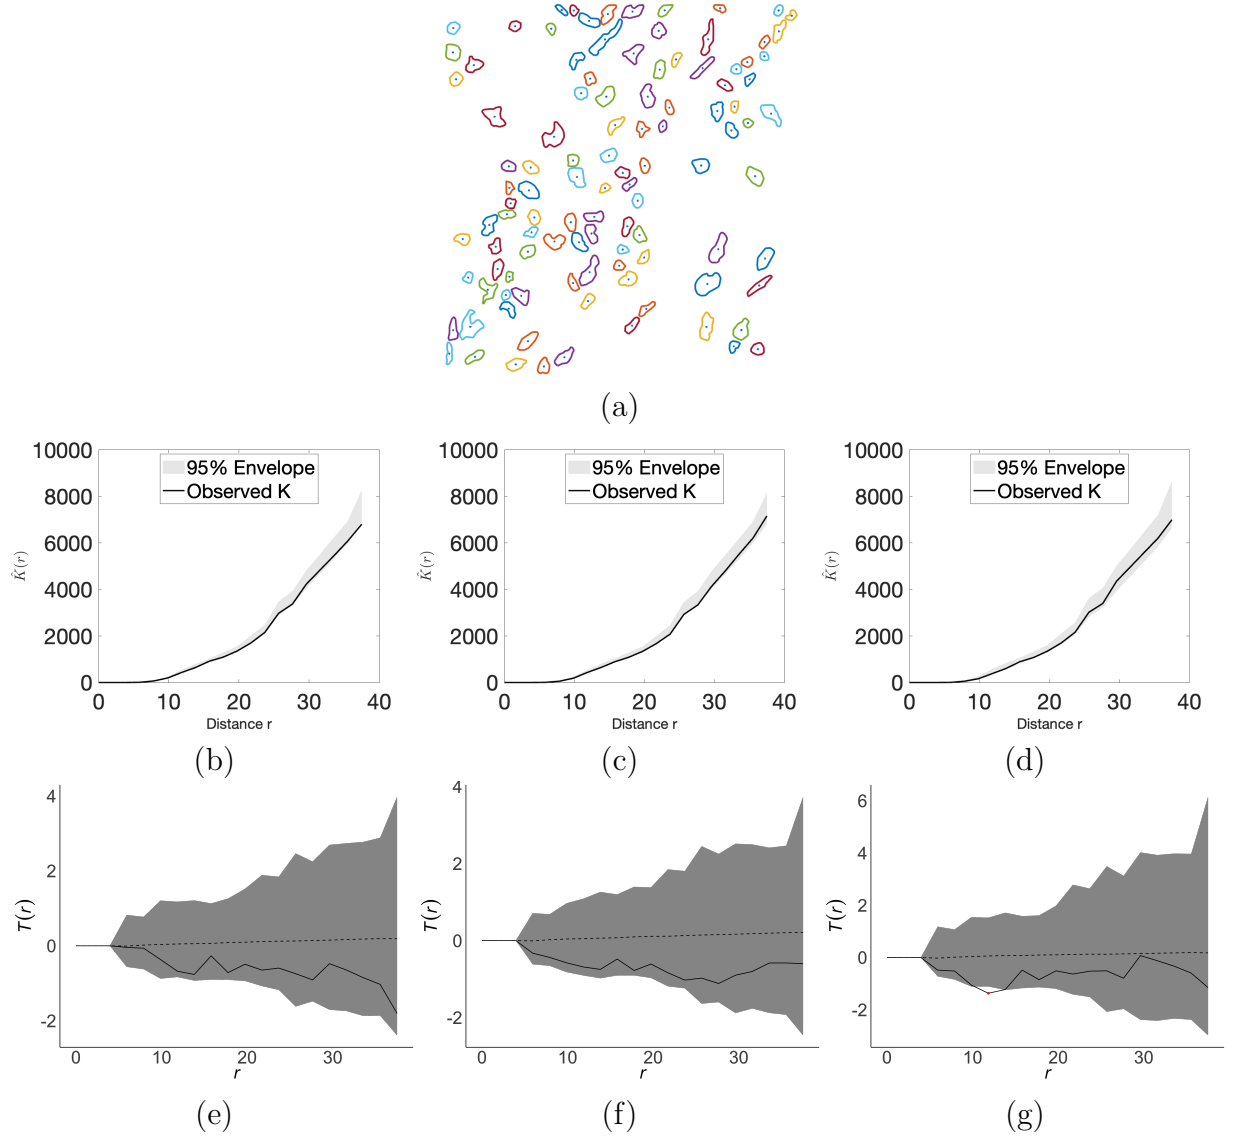 (a)
10000
8000
6000
4000
2000
0
K̂(r)
95% Envelope
Observed K
0 10 20 30 40
Distance r
(b)
10000
8000
6000
4000
2000
0
K̂(r)
95% Envelope
Observed K
0 10 20 30 40
Distance r
(c)
10000
8000
6000
4000
2000
0
K̂(r)
95% Envelope
Observed K
0 10 20 30 40
Distance r
(d)
4
2
0
-2
T(r)
0 10 20 30
r
(e)
4
2
0
-2
T(r)
0 10 20 30
r
(f)
6
4
2
0
-2
T(r)
0 10 20 30
r
(g)